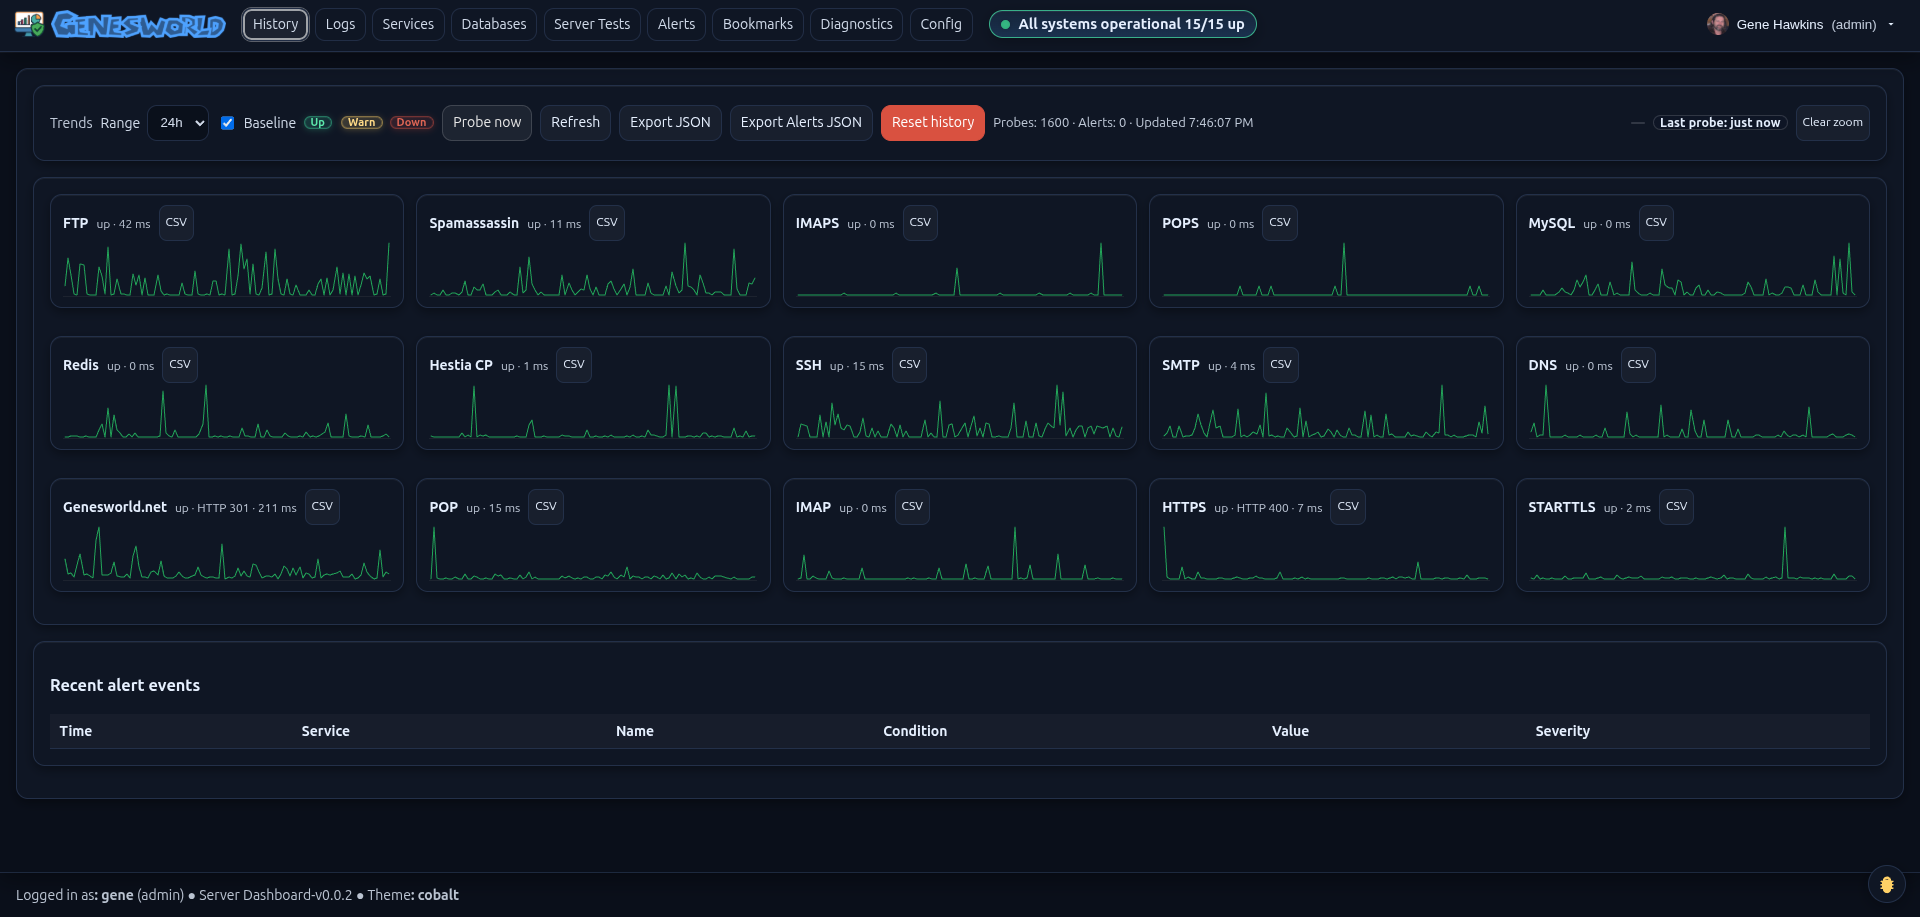 GENESWORLD History Logs Services Databases Server Tests Alerts Bookmarks Diagnostics Config All systems operational 15/15 up Gene Hawkins (admin)
Trends Range 24h Baseline Up Warn Down Probe now Refresh Export JSON Export Alerts JSON Reset history Probes: 1600 · Alerts: 0 · Updated 7:46:07 PM — Last probe: just now Clear zoom
FTP up · 42 ms CSV
Spamassassin up · 11 ms CSV
IMAPS up · 0 ms CSV
POPS up · 0 ms CSV
MySQL up · 0 ms CSV
Redis up · 0 ms CSV
Hestia CP up · 1 ms CSV
SSH up · 15 ms CSV
SMTP up · 4 ms CSV
DNS up · 0 ms CSV
Genesworld.net up · HTTP 301 · 211 ms CSV
POP up · 15 ms CSV
IMAP up · 0 ms CSV
HTTPS up · HTTP 400 · 7 ms CSV
STARTTLS up · 2 ms CSV
Recent alert events
Time Service Name Condition Value Severity
Logged in as: gene (admin) ● Server Dashboard-v0.0.2 ● Theme: cobalt